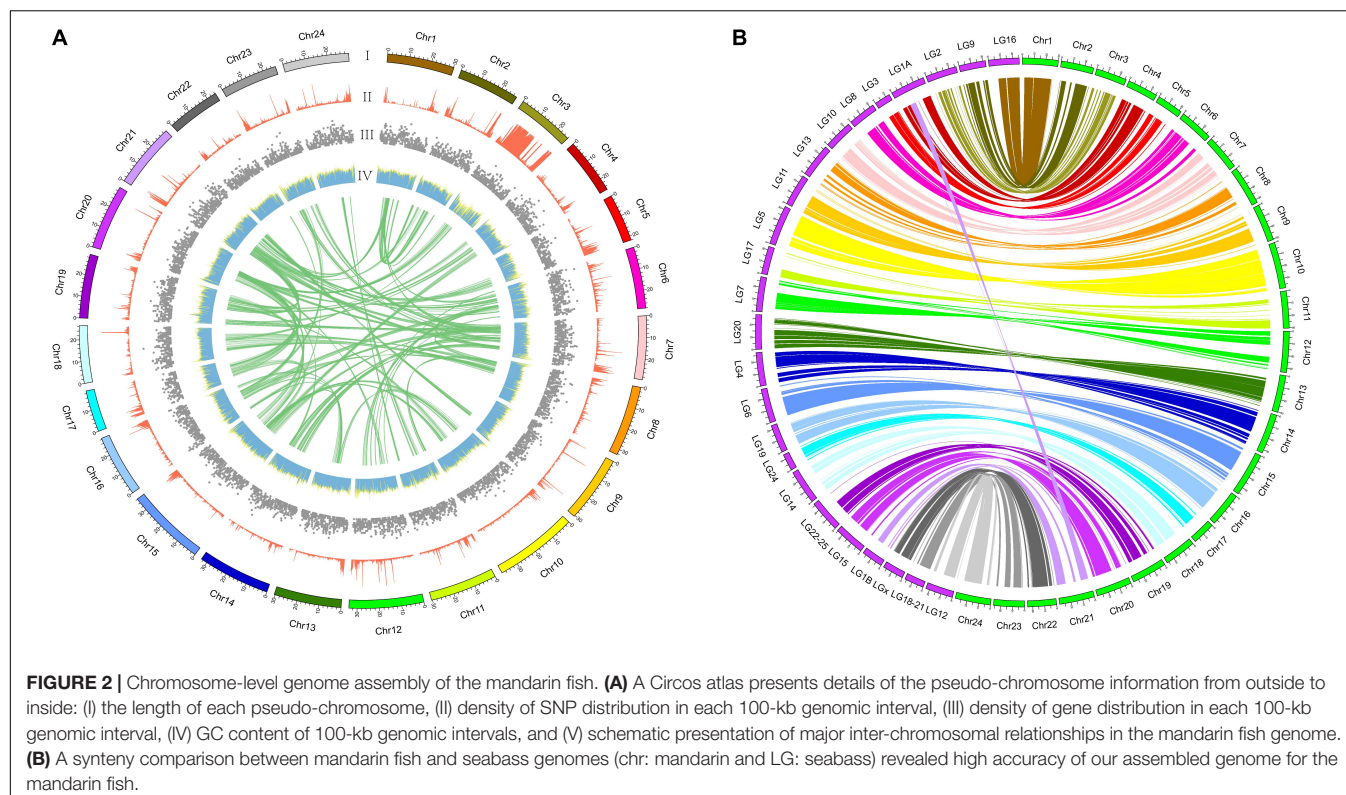 A
B
I
II
III
IV
Chr1
Chr2
Chr3
Chr4
Chr5
Chr6
Chr7
Chr8
Chr9
Chr10
Chr11
Chr12
Chr13
Chr14
Chr15
Chr16
Chr17
Chr18
Chr19
Chr20
Chr21
Chr22
Chr23
Chr24
Chr1
Chr2
Chr3
Chr4
Chr5
Chr6
Chr7
Chr8
Chr9
Chr10
Chr11
Chr12
Chr13
Chr14
Chr15
Chr16
Chr17
Chr18
Chr19
Chr20
Chr21
Chr22
Chr23
Chr24
LG12
LG18-21
LGx
LG1B
LG15
LG22-25
LG14
LG24
LG19
LG6
LG4
LG20
LG7
LG17
LG5
LG11
LG13
LG10
LG8
LG3
LG1A
LG2
LG9
LG16
FIGURE 2 | Chromosome-level genome assembly of the mandarin fish. (A) A Circos atlas presents details of the pseudo-chromosome information from outside to
inside: (I) the length of each pseudo-chromosome, (II) density of SNP distribution in each 100-kb genomic interval, (III) density of gene distribution in each 100-kb
genomic interval, (IV) GC content of 100-kb genomic intervals, and (V) schematic presentation of major inter-chromosomal relationships in the mandarin fish genome.
(B) A synteny comparison between mandarin fish and seabass genomes (chr: mandarin and LG: seabass) revealed high accuracy of our assembled genome for the
mandarin fish.